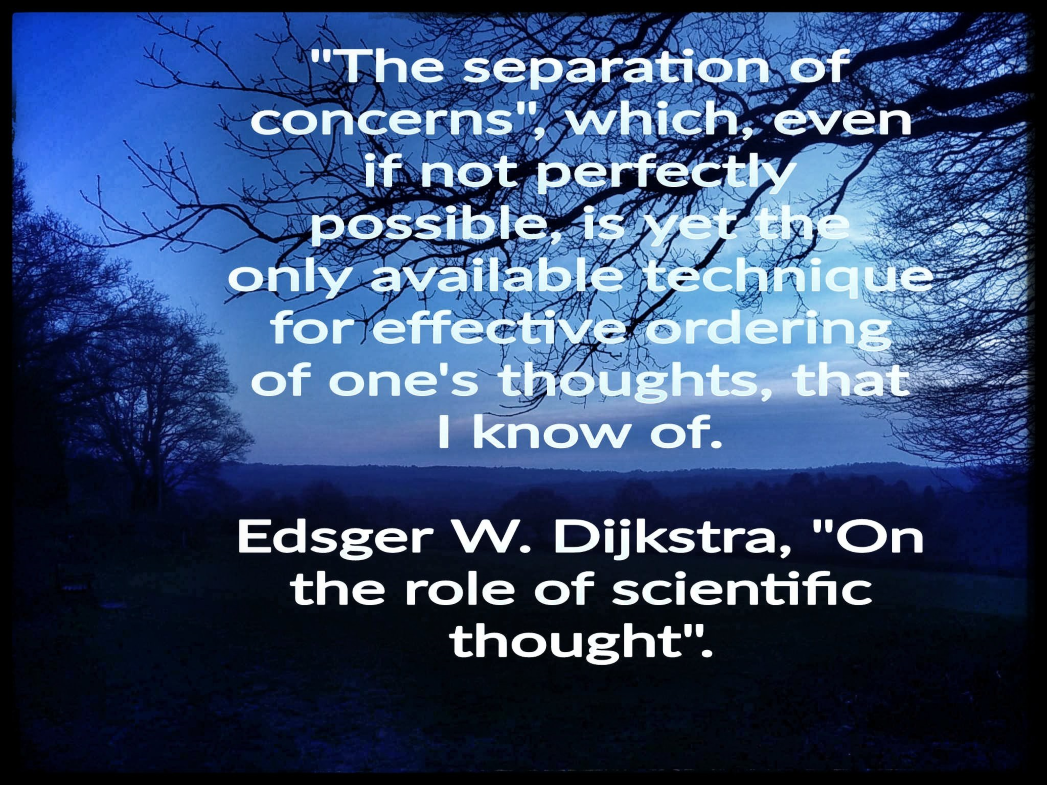 "The separation of
concerns", which, even
if not perfectly
possible, is yet the
only available technique
for effective ordering
of one's thoughts, that
I know of.
Edsger W. Dijkstra, "On
the role of scientific
thought".